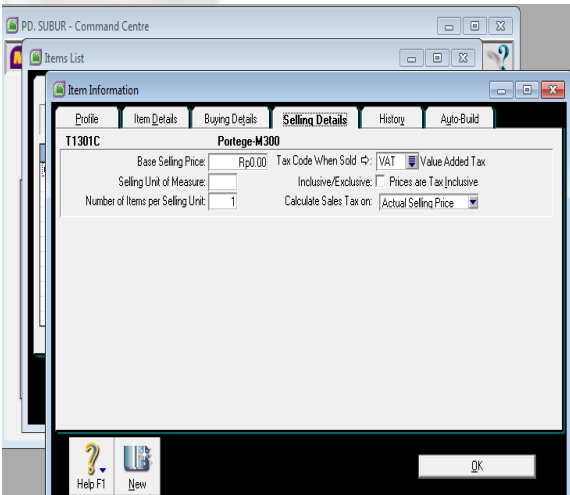 PD. SUBUR - Command Centre
Items List
Item Information
Profile Item Details Buying Details Selling Details History Auto-Build
T1301C Portege-M300
Base Selling Price: Rp0.00 Tax Code When Sold ⇨: VAT Value Added Tax
Selling Unit of Measure: Inclusive/Exclusive: Prices are Tax Inclusive
Number of Items per Selling Unit: 1 Calculate Sales Tax on: Actual Selling Price
Help F1 New OK